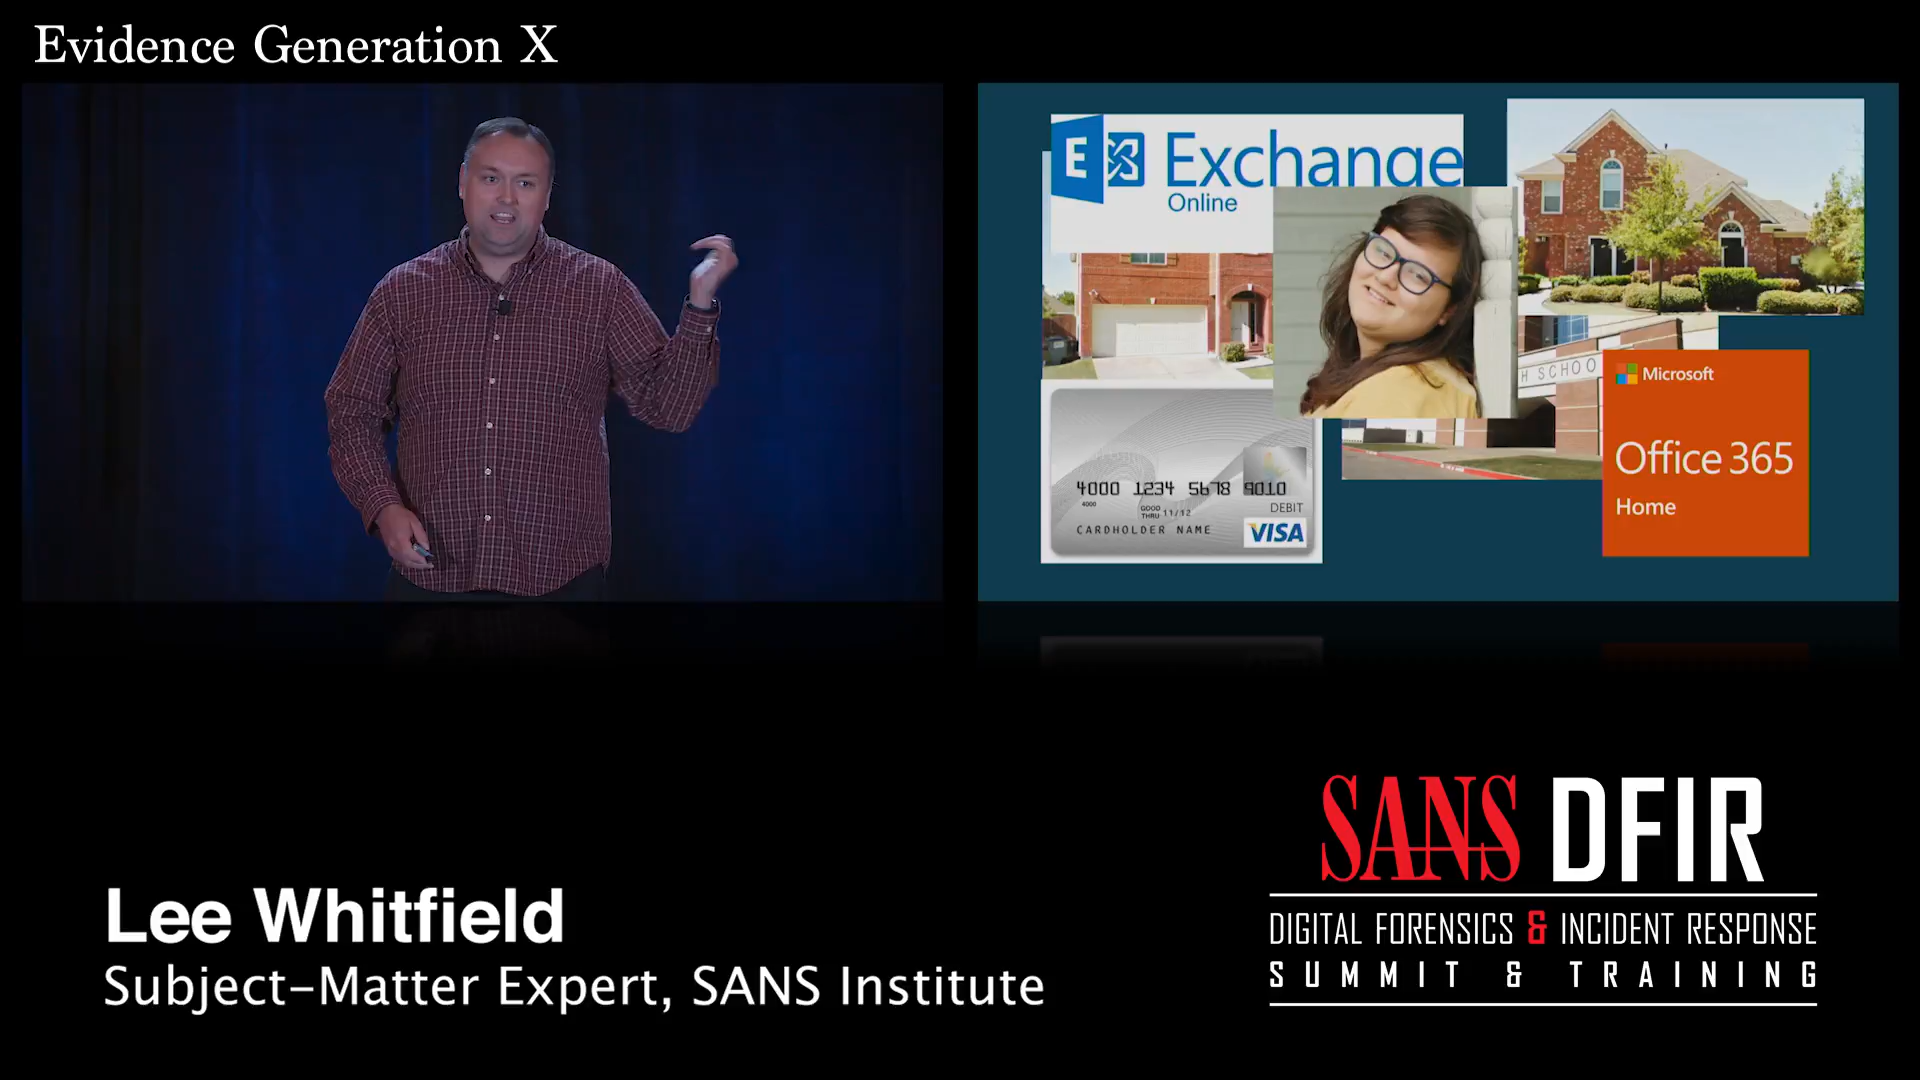 Evidence Generation X
Exchange
Online
H SCHOO
Microsoft
Office 365
Home
4000 1234 5678 9010
4000
GOOD
THRU 11/12
DEBIT
CARDHOLDER NAME
VISA
SANS DFIR
DIGITAL FORENSICS & INCIDENT RESPONSE
SUMMIT & TRAINING
Lee Whitfield
Subject-Matter Expert, SANS Institute